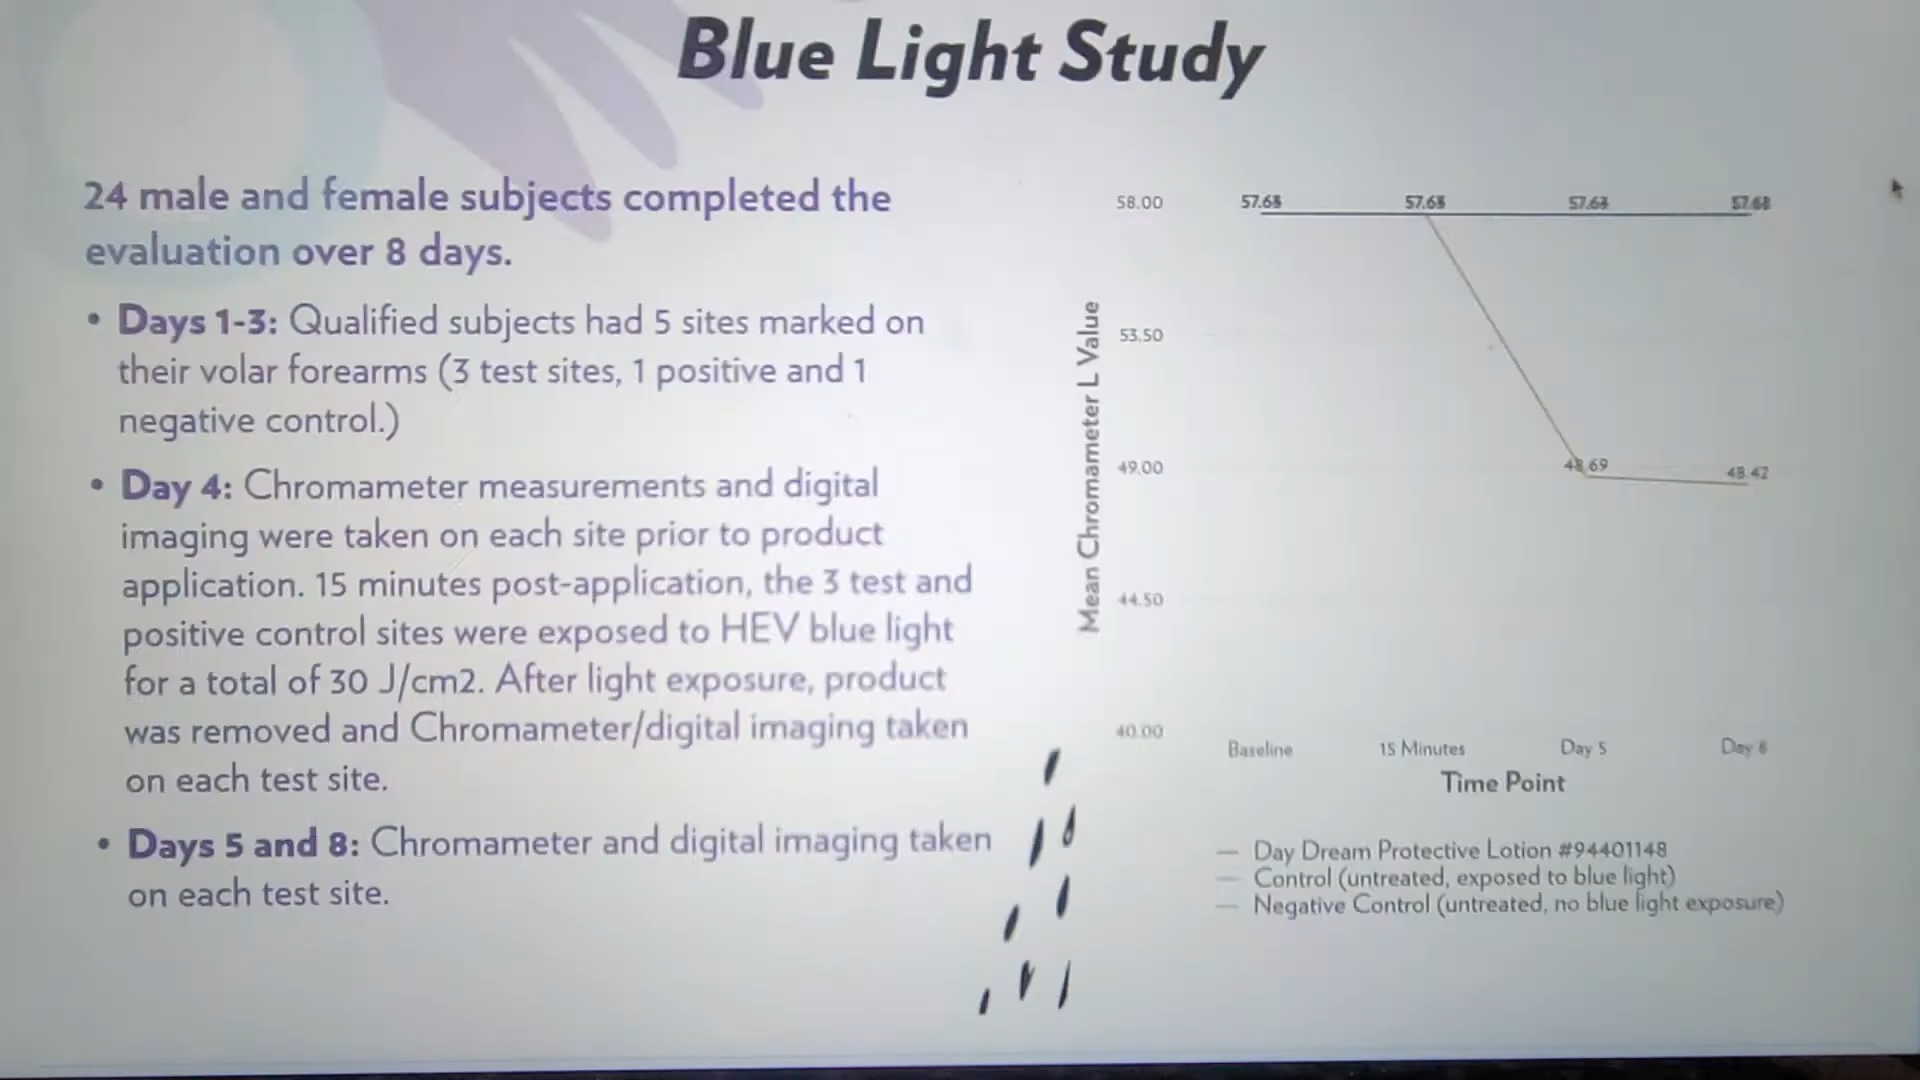 Blue Light Study
24 male and female subjects completed the
evaluation over 8 days.
• Days 1-3: Qualified subjects had 5 sites marked on
their volar forearms (3 test sites, 1 positive and 1
negative control.)
• Day 4: Chromameter measurements and digital
imaging were taken on each site prior to product
application. 15 minutes post-application, the 3 test and
positive control sites were exposed to HEV blue light
for a total of 30 J/cm2. After light exposure, product
was removed and Chromameter/digital imaging taken
on each test site.
• Days 5 and 8: Chromameter and digital imaging taken
on each test site.
Mean Chromameter L Value
58.00
53.50
49.00
44.50
40.00
48.69
48.42
Baseline
15 Minutes
Day 5
Day 8
Time Point
Day Dream Protective Lotion #94401148
Control (untreated, exposed to blue light)
Negative Control (untreated, no blue light exposure)